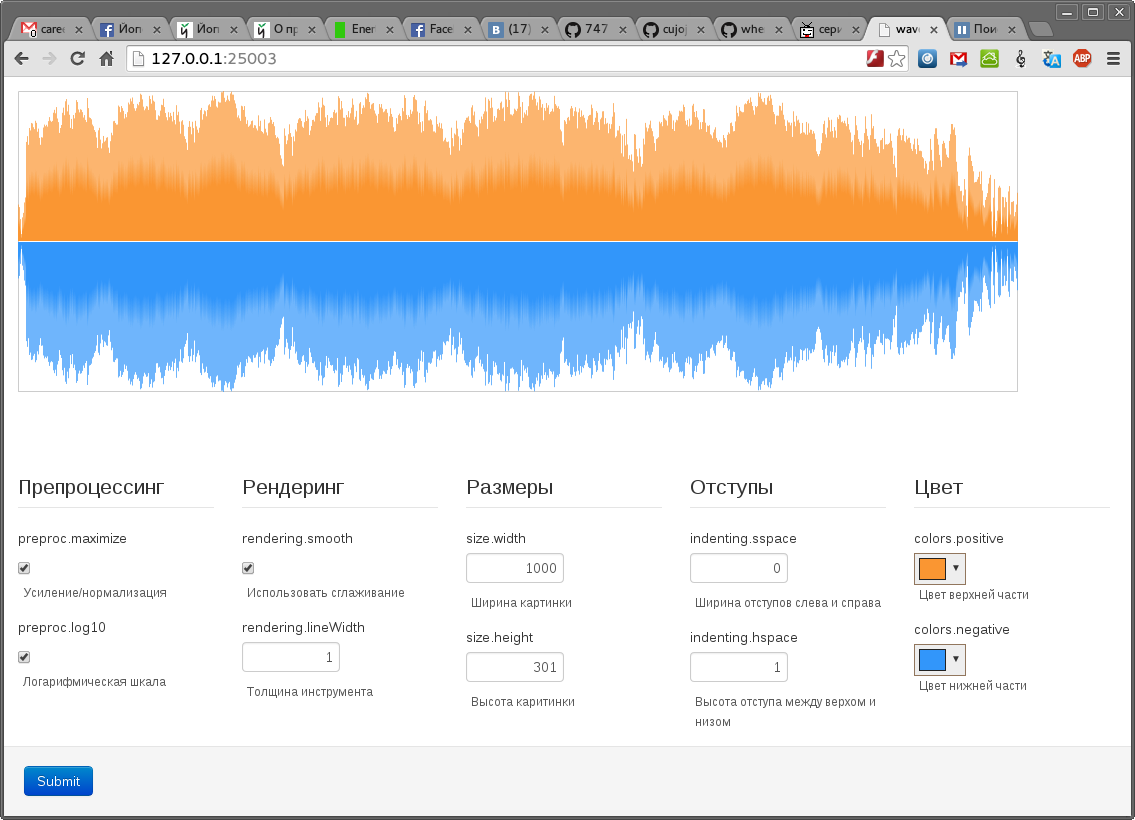 caree
Йоп
Йоп
О пр
Ener
Face
(17)
747
cujoj
whe
сери
wav
Пои
127.0.0.1:25003
ABP
Препроцессинг
Рендеринг
Размеры
Отступы
Цвет
preproc.maximize
rendering.smooth
size.width
indenting.sspace
colors.positive
1000
0
Усиление/нормализация
Использовать сглаживание
Ширина картинки
Ширина отступов слева и справа
Цвет верхней части
preproc.log10
rendering.lineWidth
size.height
indenting.hspace
colors.negative
1
301
1
Логарифмическая шкала
Толщина инструмента
Высота каритинки
Высота отступа между верхом и
низом
Цвет нижней части
Submit